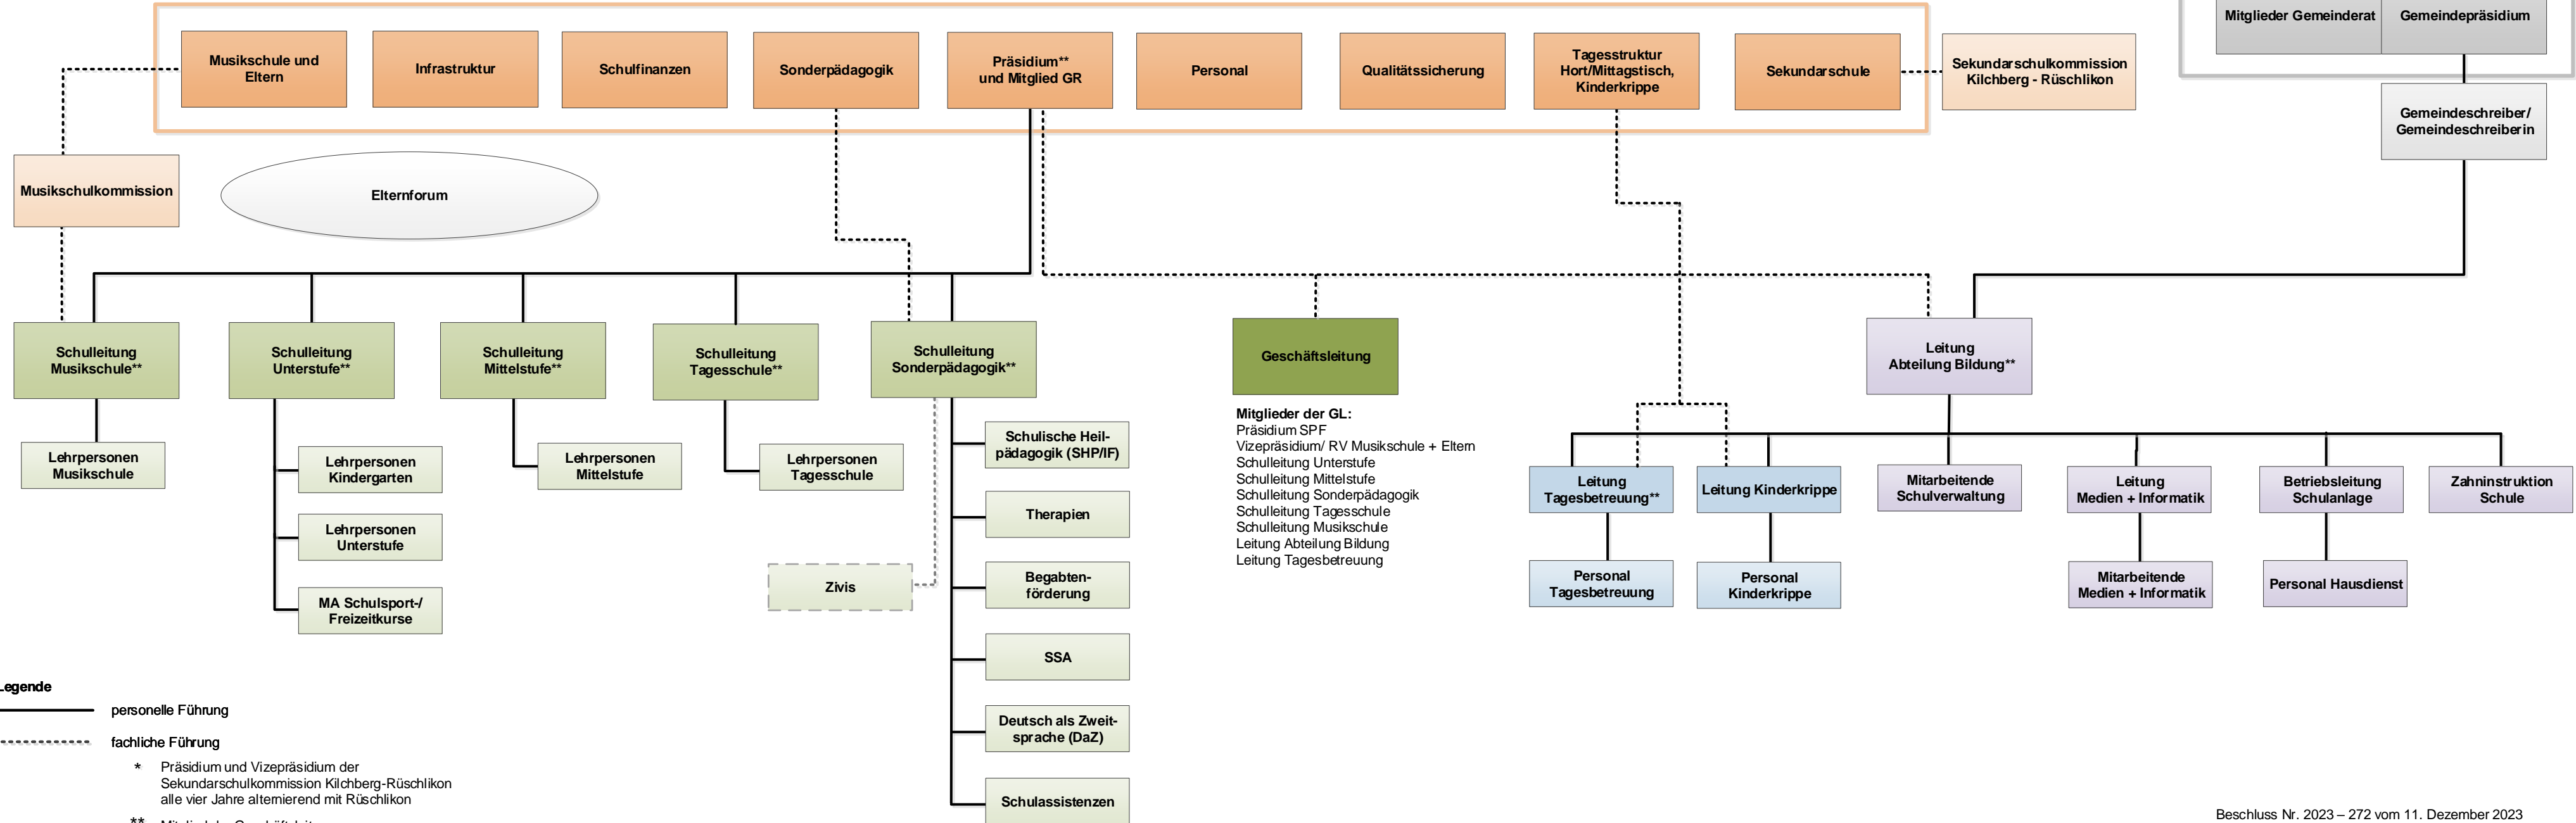 Mitglieder Gemeinderat
Gemeindepräsidium
Musikschule und
Eltern
Infrastruktur
Schulfinanzen
Sonderpädagogik
Präsidium**
und Mitglied GR
Personal
Qualitätssicherung
Tagesstruktur
Hort/Mittagstisch,
Kinderkrippe
Sekundarschule
Sekundarschulkommission
Kilchberg - Rüschlikon
Gemeindeschreiber/
Gemeindeschreiberin
Musikschulkommission
Elternforum
Schulleitung
Musikschule**
Schulleitung
Unterstufe**
Schulleitung
Mittelstufe**
Schulleitung
Tagesschule**
Schulleitung
Sonderpädagogik**
Geschäftsleitung
Leitung
Abteilung Bildung**
Lehrpersonen
Musikschule
Lehrpersonen
Kindergarten
Lehrpersonen
Unterstufe
MA Schulsport-/
Freizeitkurse
Lehrpersonen
Mittelstufe
Lehrpersonen
Tagesschule
Schulische Heil-
pädagogik (SHP/IF)
Therapien
Begabten-
förderung
SSA
Deutsch als Zweit-
sprache (DaZ)
Schulassistenzen
Zivis
Mitglieder der GL:
Präsidium SPF
Vizepräsidium/ RV Musikschule + Eltern
Schulleitung Unterstufe
Schulleitung Mittelstufe
Schulleitung Sonderpädagogik
Schulleitung Tagesschule
Schulleitung Musikschule
Leitung Abteilung Bildung
Leitung Tagesbetreuung
Leitung
Tagesbetreuung**
Leitung Kinderkrippe
Mitarbeitende
Schulverwaltung
Leitung
Medien + Informatik
Betriebsleitung
Schulanlage
Zahninstruktion
Schule
Personal
Tagesbetreuung
Personal
Kinderkrippe
Mitarbeitende
Medien + Informatik
Personal Hausdienst
Legende
personelle Führung
fachliche Führung
* Präsidium und Vizepräsidium der
Sekundarschulkommission Kilchberg-Rüschlikon
alle vier Jahre alternierend mit Rüschlikon
**
Beschluss Nr. 2023 – 272 vom 11. Dezember 2023